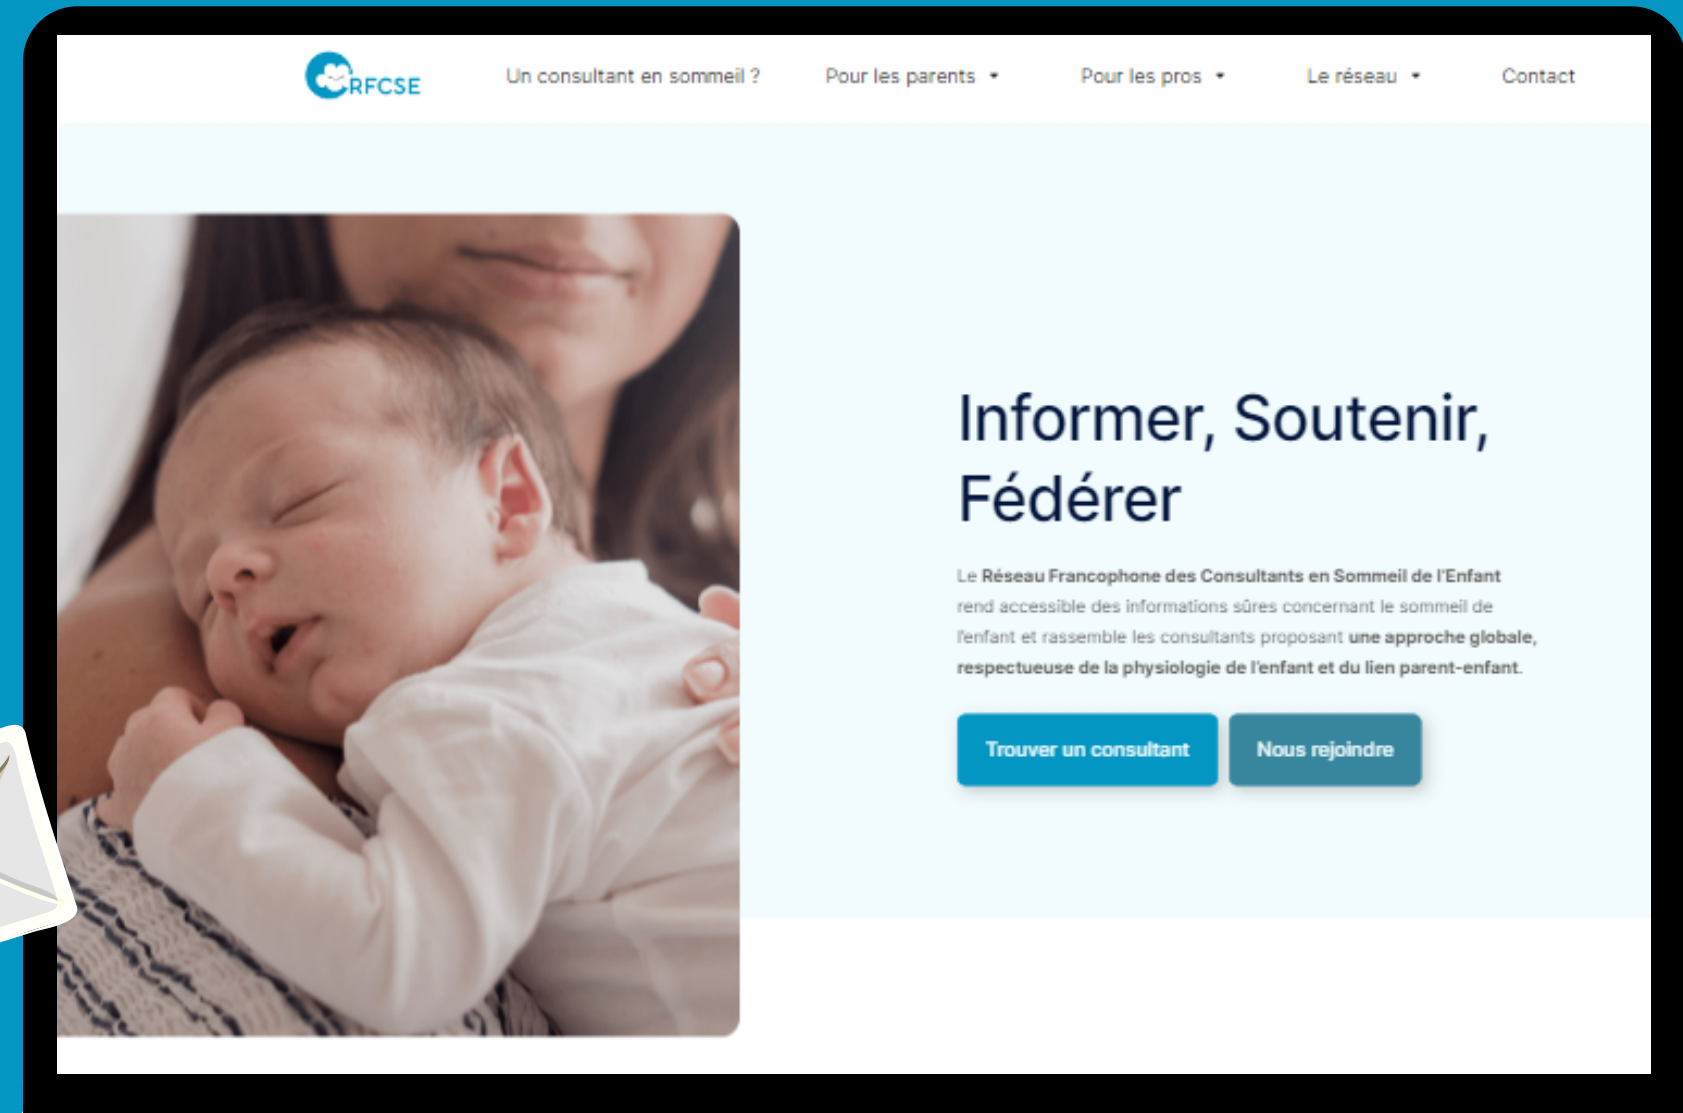 RFCSE
Un consultant en sommeil ?
Pour les parents
Pour les pros
Le réseau
Contact
Informer, Soutenir,
Fédérer
Le Réseau Francophone des Consultants en Sommeil de l'Enfant
rend accessible des informations sûres concernant le sommeil de
l'enfant et rassemble les consultants proposant une approche globale,
respectueuse de la physiologie de l'enfant et du lien parent-enfant.
Trouver un consultant
Nous rejoindre